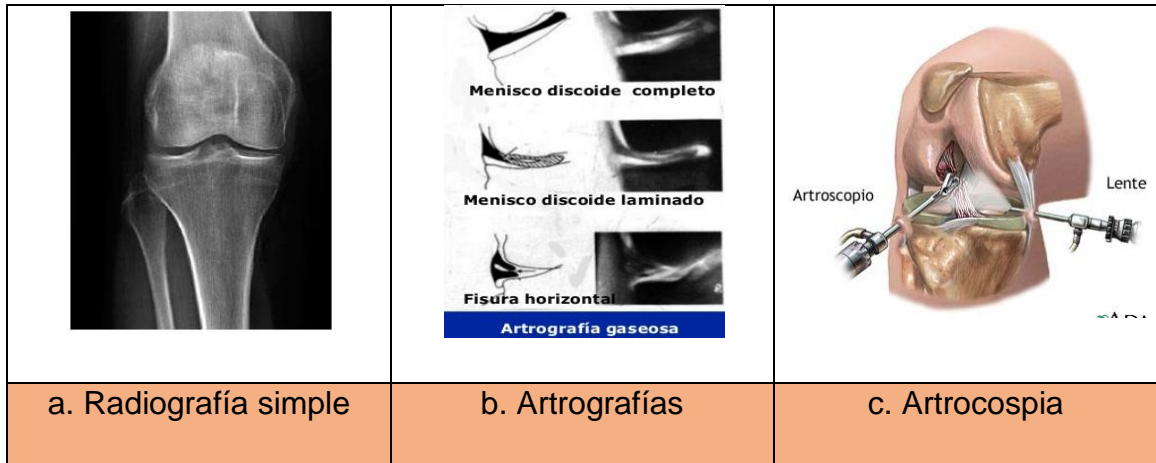 Menisco discoide completo
Menisco discoide laminado
Fisura horizontal
Artrografía gaseosa
Artroscopio
Lente
a. Radiografía simple
b. Artrografías
c. Artrocospia